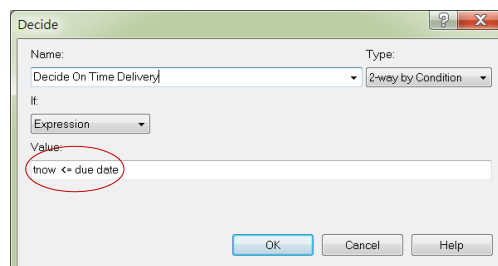 Decide
Name: Type:
Decide On Time Delivery 2-way by Condition
If:
Expression
Value:
tnow <= due date
OK Cancel Help